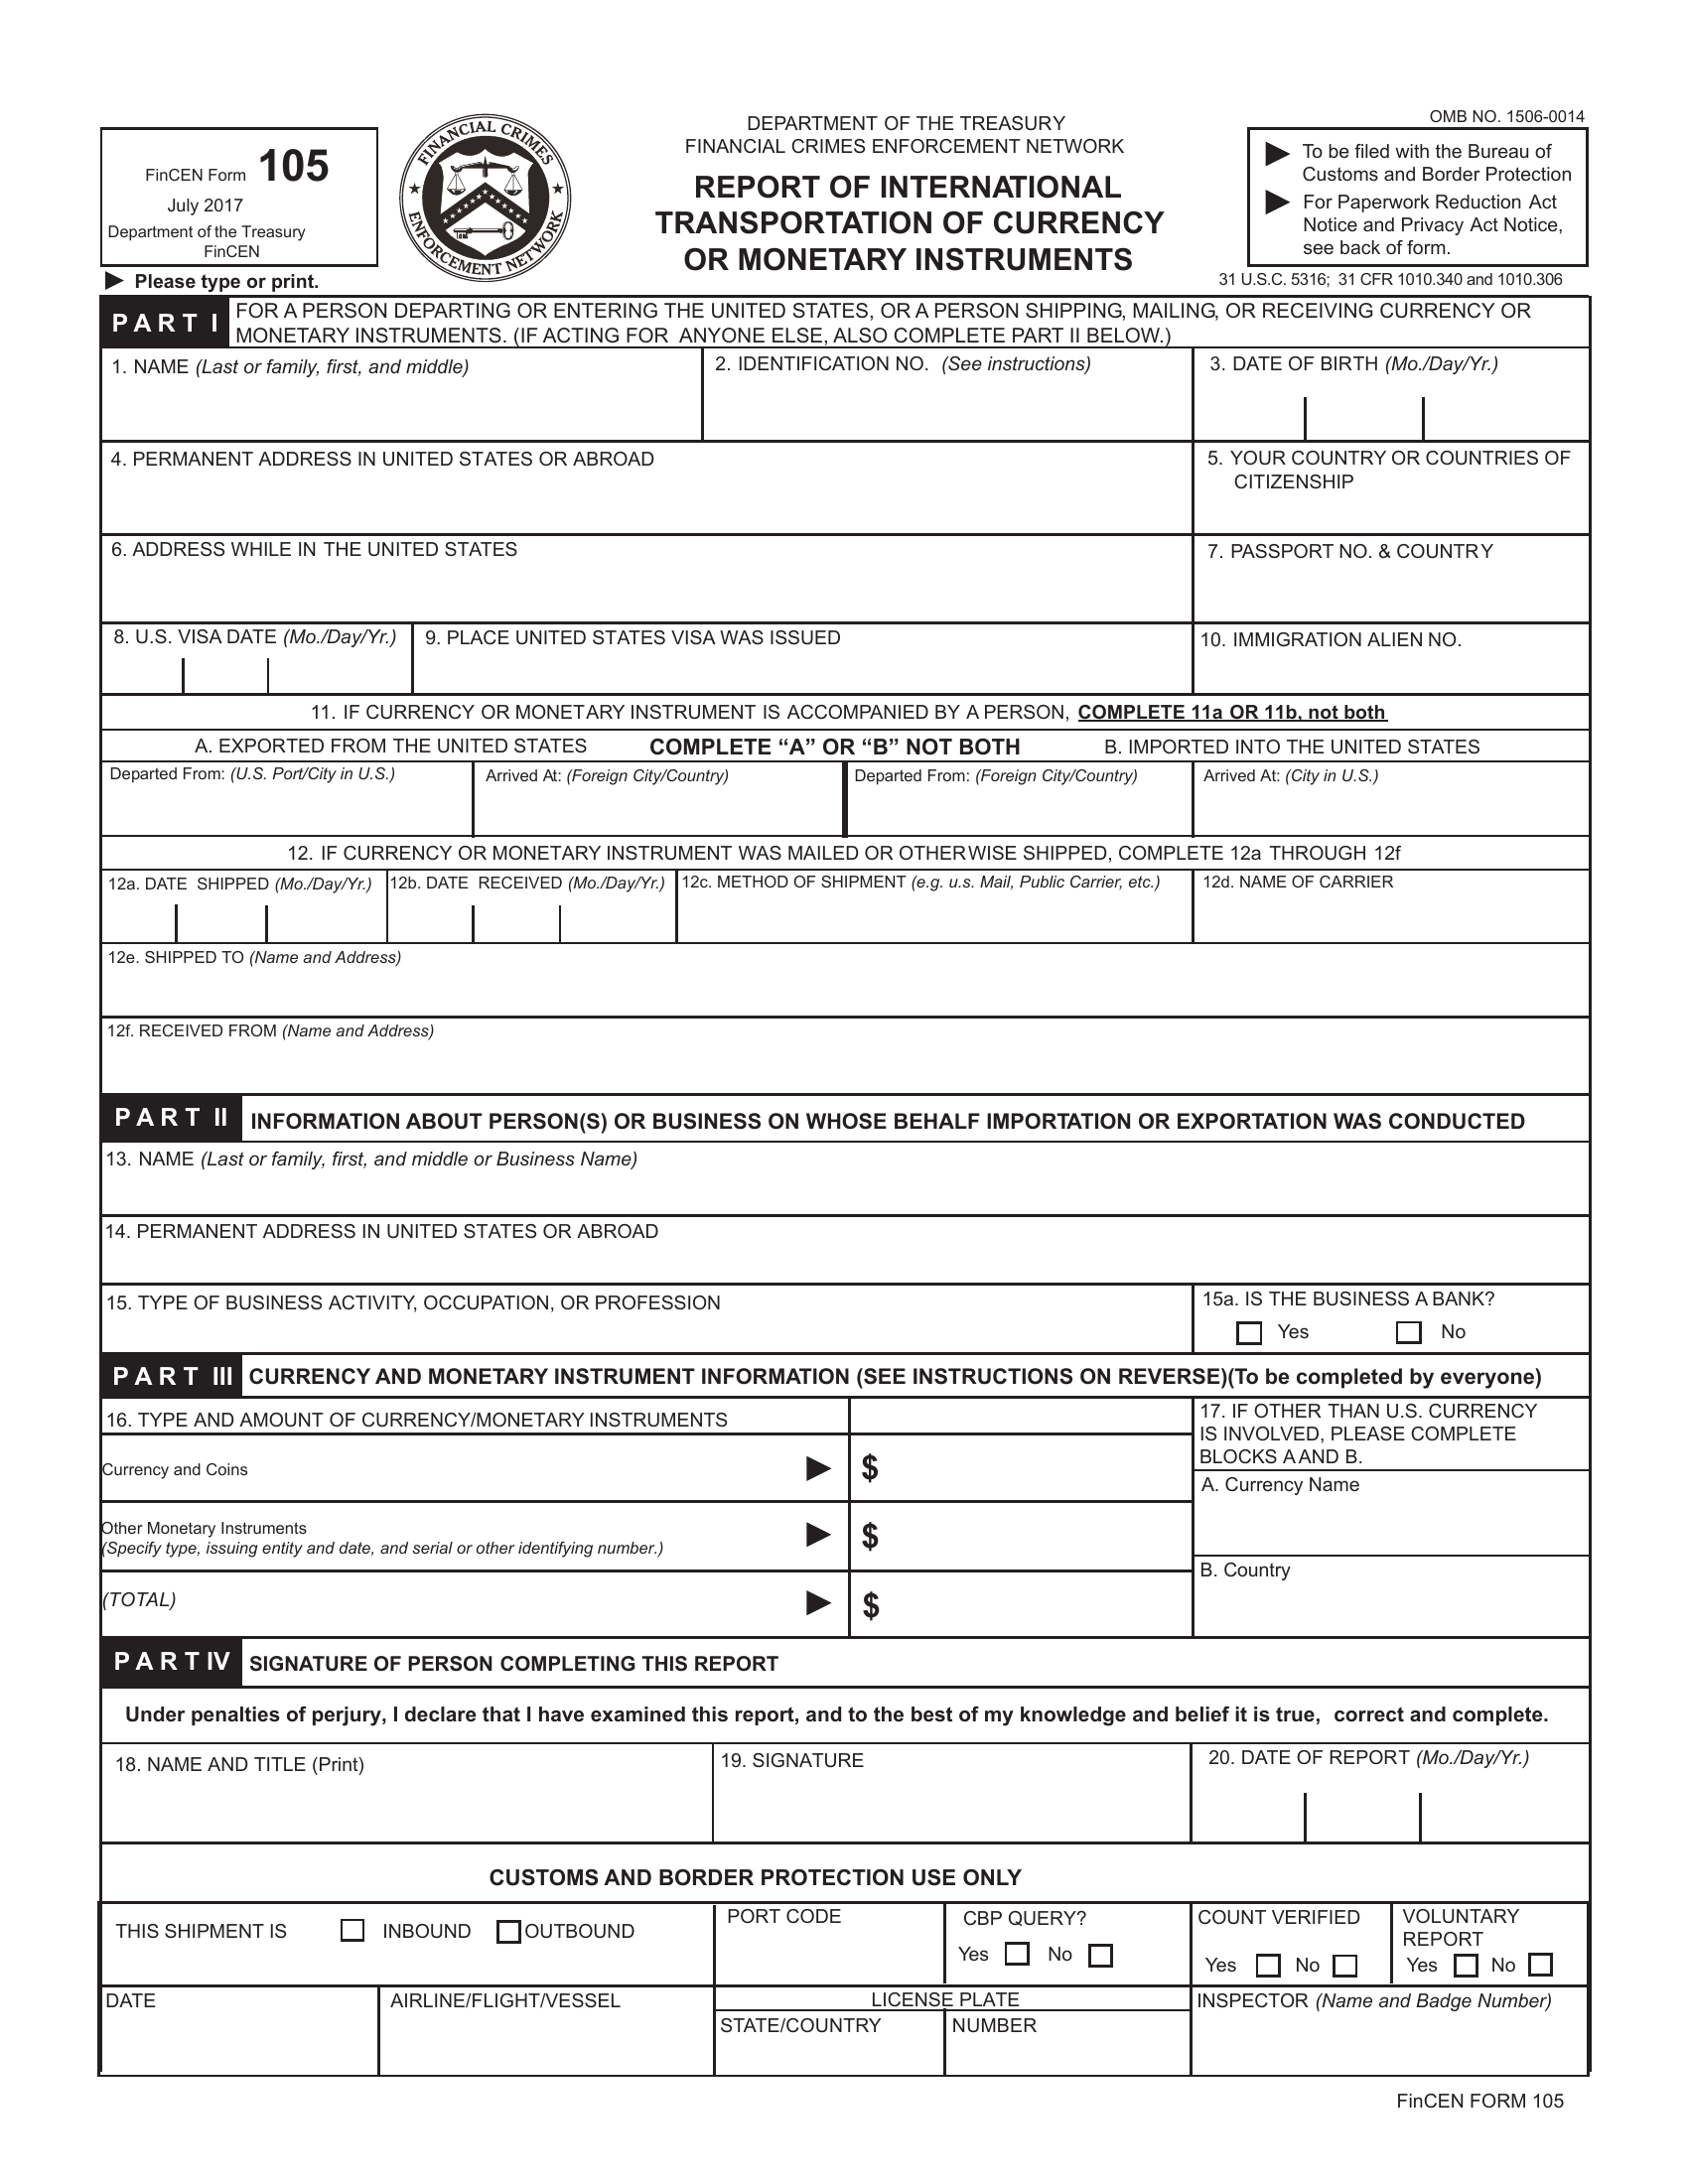 OMB NO. 1506-0014
FinCEN Form 105
July 2017
Department of the Treasury
FinCEN
▶ Please type or print.
FINANCIAL CRIMES
ENFORCEMENT NETWORK
DEPARTMENT OF THE TREASURY
FINANCIAL CRIMES ENFORCEMENT NETWORK
REPORT OF INTERNATIONAL
TRANSPORTATION OF CURRENCY
OR MONETARY INSTRUMENTS
▶ To be filed with the Bureau of
Customs and Border Protection
▶ For Paperwork Reduction Act
Notice and Privacy Act Notice,
see back of form.
31 U.S.C. 5316; 31 CFR 1010.340 and 1010.306
PART I
FOR A PERSON DEPARTING OR ENTERING THE UNITED STATES, OR A PERSON SHIPPING, MAILING, OR RECEIVING CURRENCY OR
MONETARY INSTRUMENTS. (IF ACTING FOR ANYONE ELSE, ALSO COMPLETE PART II BELOW.)
1. NAME (Last or family, first, and middle)
2. IDENTIFICATION NO. (See instructions)
3. DATE OF BIRTH (Mo./Day/Yr.)
4. PERMANENT ADDRESS IN UNITED STATES OR ABROAD
5. YOUR COUNTRY OR COUNTRIES OF
CITIZENSHIP
6. ADDRESS WHILE IN THE UNITED STATES
7. PASSPORT NO. & COUNTRY
8. U.S. VISA DATE (Mo./Day/Yr.)
9. PLACE UNITED STATES VISA WAS ISSUED
10. IMMIGRATION ALIEN NO.
11. IF CURRENCY OR MONETARY INSTRUMENT IS ACCOMPANIED BY A PERSON, COMPLETE 11a OR 11b, not both
A. EXPORTED FROM THE UNITED STATES
COMPLETE “A” OR “B” NOT BOTH
B. IMPORTED INTO THE UNITED STATES
Departed From: (U.S. Port/City in U.S.)
Arrived At: (Foreign City/Country)
Departed From: (Foreign City/Country)
Arrived At: (City in U.S.)
12. IF CURRENCY OR MONETARY INSTRUMENT WAS MAILED OR OTHERWISE SHIPPED, COMPLETE 12a THROUGH 12f
12a. DATE SHIPPED (Mo./Day/Yr.)
12b. DATE RECEIVED (Mo./Day/Yr.)
12c. METHOD OF SHIPMENT (e.g. u.s. Mail, Public Carrier, etc.)
12d. NAME OF CARRIER
12e. SHIPPED TO (Name and Address)
12f. RECEIVED FROM (Name and Address)
PART II
INFORMATION ABOUT PERSON(S) OR BUSINESS ON WHOSE BEHALF IMPORTATION OR EXPORTATION WAS CONDUCTED
13. NAME (Last or family, first, and middle or Business Name)
14. PERMANENT ADDRESS IN UNITED STATES OR ABROAD
15. TYPE OF BUSINESS ACTIVITY, OCCUPATION, OR PROFESSION
15a. IS THE BUSINESS A BANK?
Yes No
PART III
CURRENCY AND MONETARY INSTRUMENT INFORMATION (SEE INSTRUCTIONS ON REVERSE)(To be completed by everyone)
16. TYPE AND AMOUNT OF CURRENCY/MONETARY INSTRUMENTS
Currency and Coins ▶ $
Other Monetary Instruments
(Specify type, issuing entity and date, and serial or other identifying number.) ▶ $
(TOTAL) ▶ $
17. IF OTHER THAN U.S. CURRENCY
IS INVOLVED, PLEASE COMPLETE
BLOCKS A AND B.
A. Currency Name
B. Country
PART IV
SIGNATURE OF PERSON COMPLETING THIS REPORT
Under penalties of perjury, I declare that I have examined this report, and to the best of my knowledge and belief it is true, correct and complete.
18. NAME AND TITLE (Print)
19. SIGNATURE
20. DATE OF REPORT (Mo./Day/Yr.)
CUSTOMS AND BORDER PROTECTION USE ONLY
THIS SHIPMENT IS INBOUND OUTBOUND
PORT CODE
CBP QUERY?
Yes No
COUNT VERIFIED
Yes No
VOLUNTARY
REPORT
Yes No
DATE
AIRLINE/FLIGHT/VESSEL
LICENSE PLATE
STATE/COUNTRY
NUMBER
INSPECTOR (Name and Badge Number)
FinCEN FORM 105